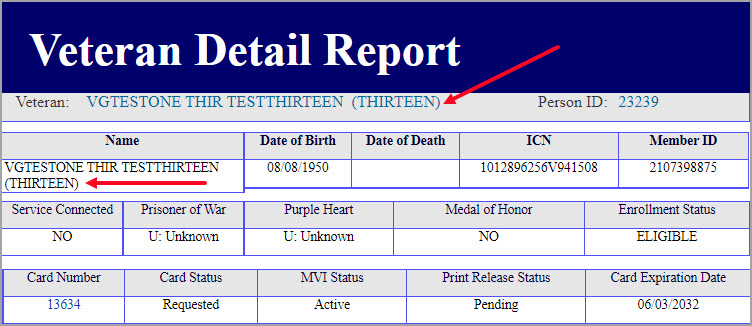 Veteran Detail Report
Veteran: VGTESTONE THIR TESTTHIRTEEN (THIRTEEN) Person ID: 23239
Name Date of Birth Date of Death ICN Member ID
VGTESTONE THIR TESTTHIRTEEN 08/08/1950 1012896256V941508 2107398875
(THIRTEEN)
Service Connected Prisoner of War Purple Heart Medal of Honor Enrollment Status
NO U: Unknown U: Unknown NO ELIGIBLE
Card Number Card Status MVI Status Print Release Status Card Expiration Date
13634 Requested Active Pending 06/03/2032